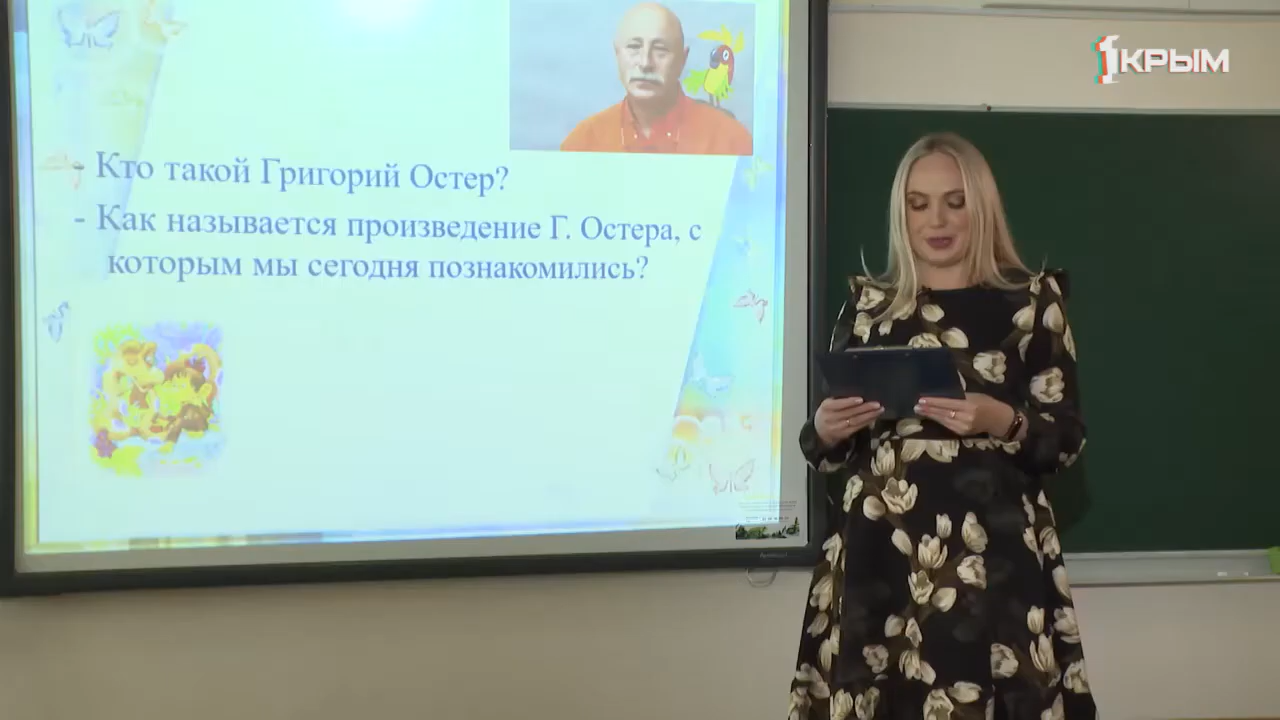 1КРЫМ
- Кто такой Григорий Остер?
- Как называется произведение Г. Остера, с
которым мы сегодня познакомились?